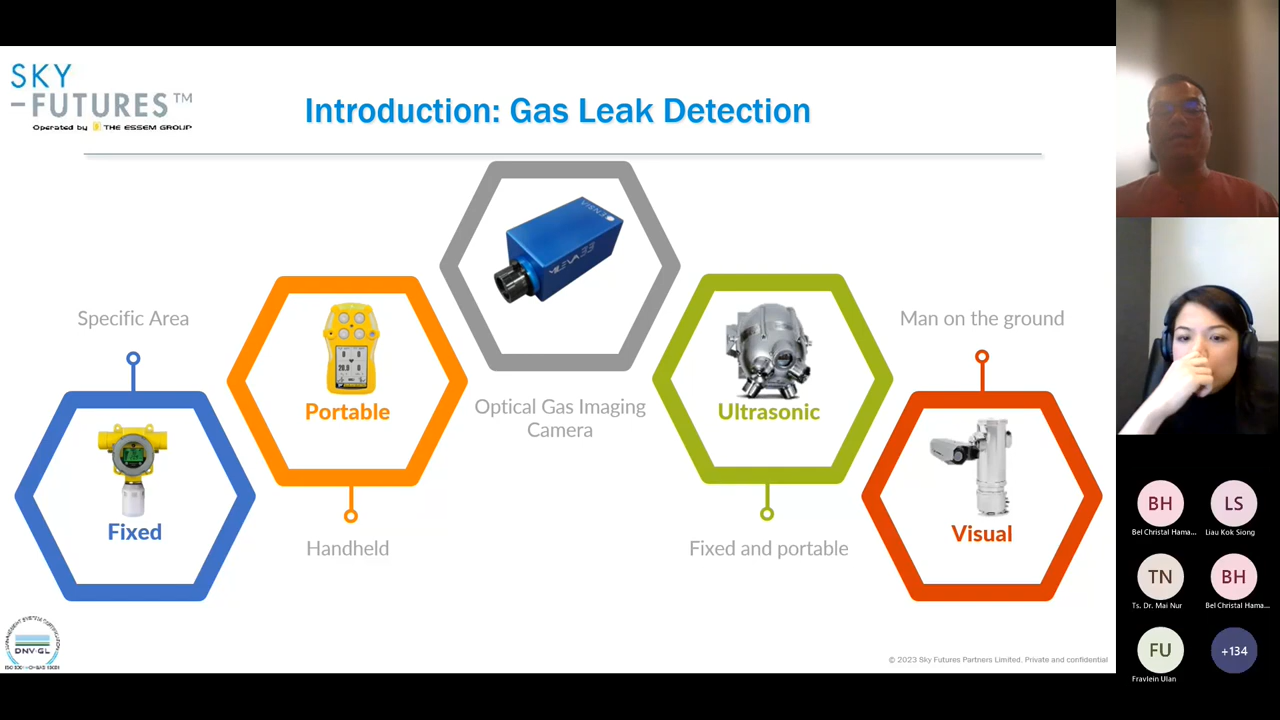 SKY
-FUTURES™
Operated by THE ESSEM GROUP
Introduction: Gas Leak Detection
Specific Area
Fixed
Portable
Handheld
Optical Gas Imaging
Camera
Ultrasonic
Fixed and portable
Man on the ground
Visual
DNV·GL
© 2023 Sky Futures Partners Limited, Private and confidential
BH
Bel Christal Hama...
LS
Liau Kok Siong
TN
Ts. Dr. Mai Nur
BH
Bel Christal Hama...
FU
Fravlein Ulan
+134